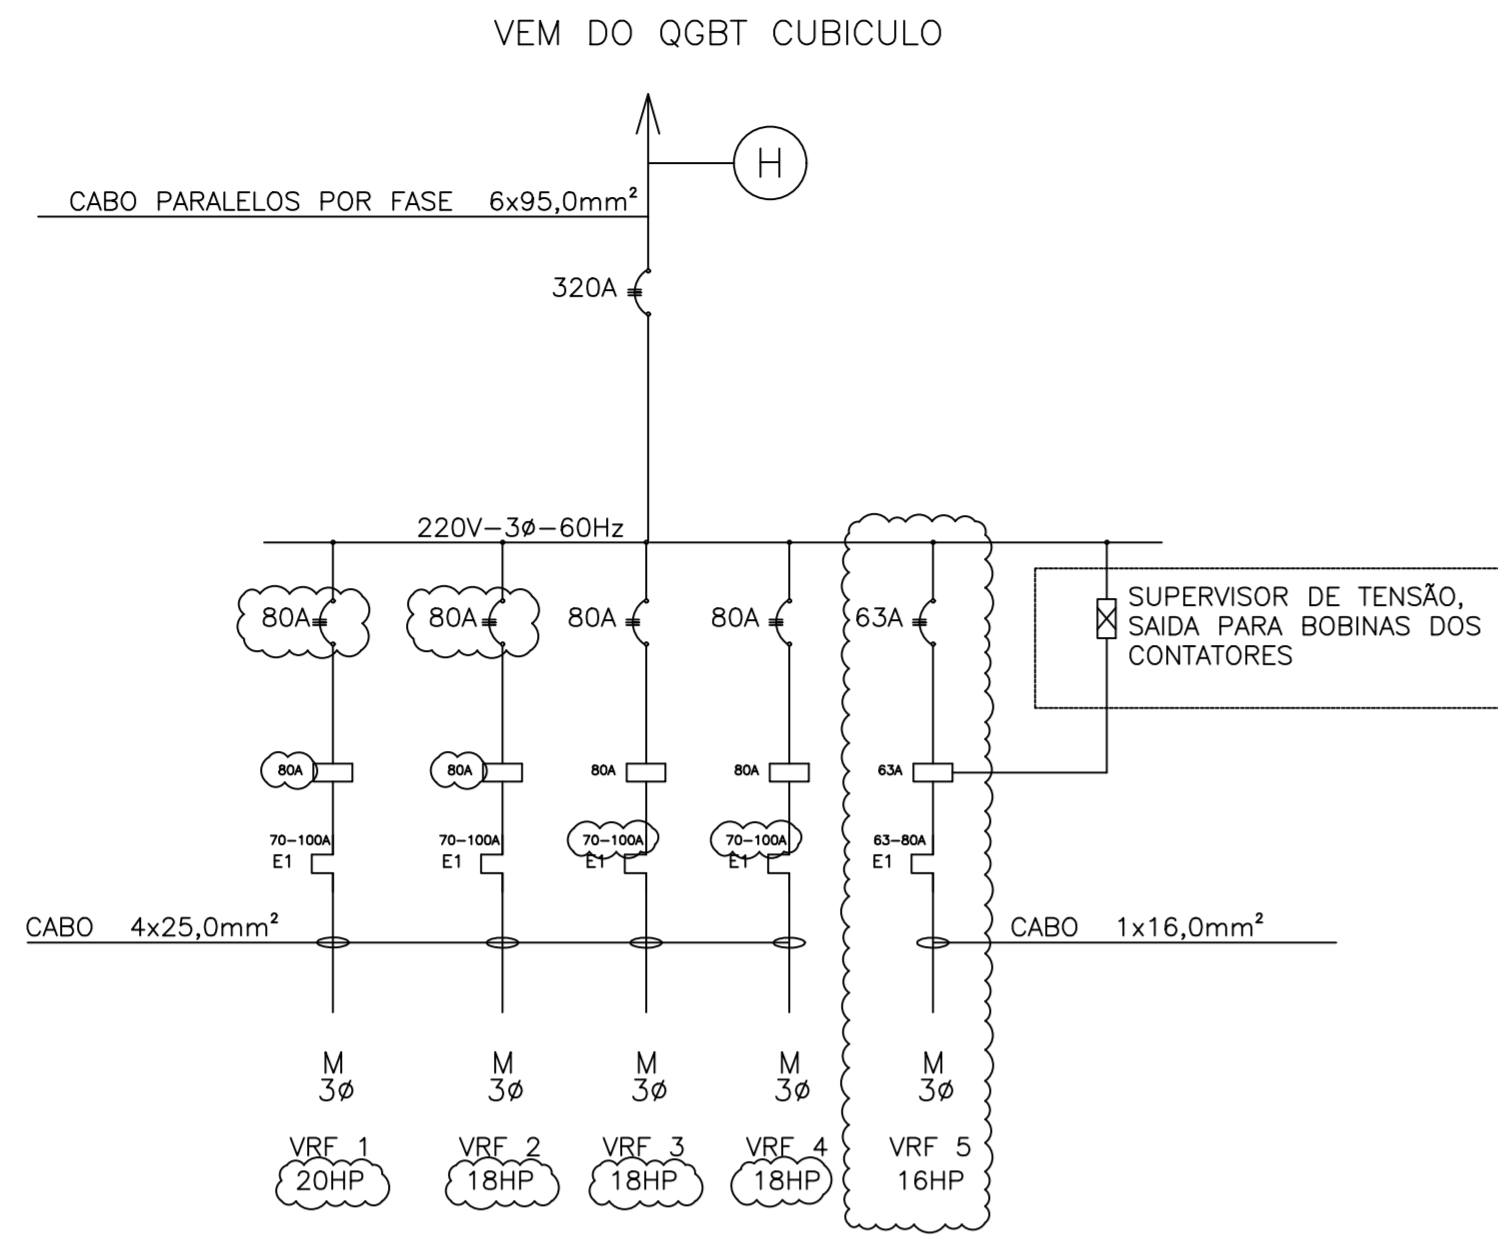 VEM DO QGBT CUBICULO
H
CABO PARALELOS POR FASE 6x95,0mm²
320A
220V-3ø-60Hz
80A
80A
80A
80A
63A
SUPERVISOR DE TENSÃO,
SAIDA PARA BOBINAS DOS
CONTATORES
80A
80A
80A
80A
63A
70-100A
70-100A
70-100A
70-100A
63-80A
E1
E1
E1
E1
E1
CABO 4x25,0mm²
CABO 1x16,0mm²
M
3ø
M
3ø
M
3ø
M
3ø
M
3ø
VRF 1
20HP
VRF 2
18HP
VRF 3
18HP
VRF 4
18HP
VRF 5
16HP